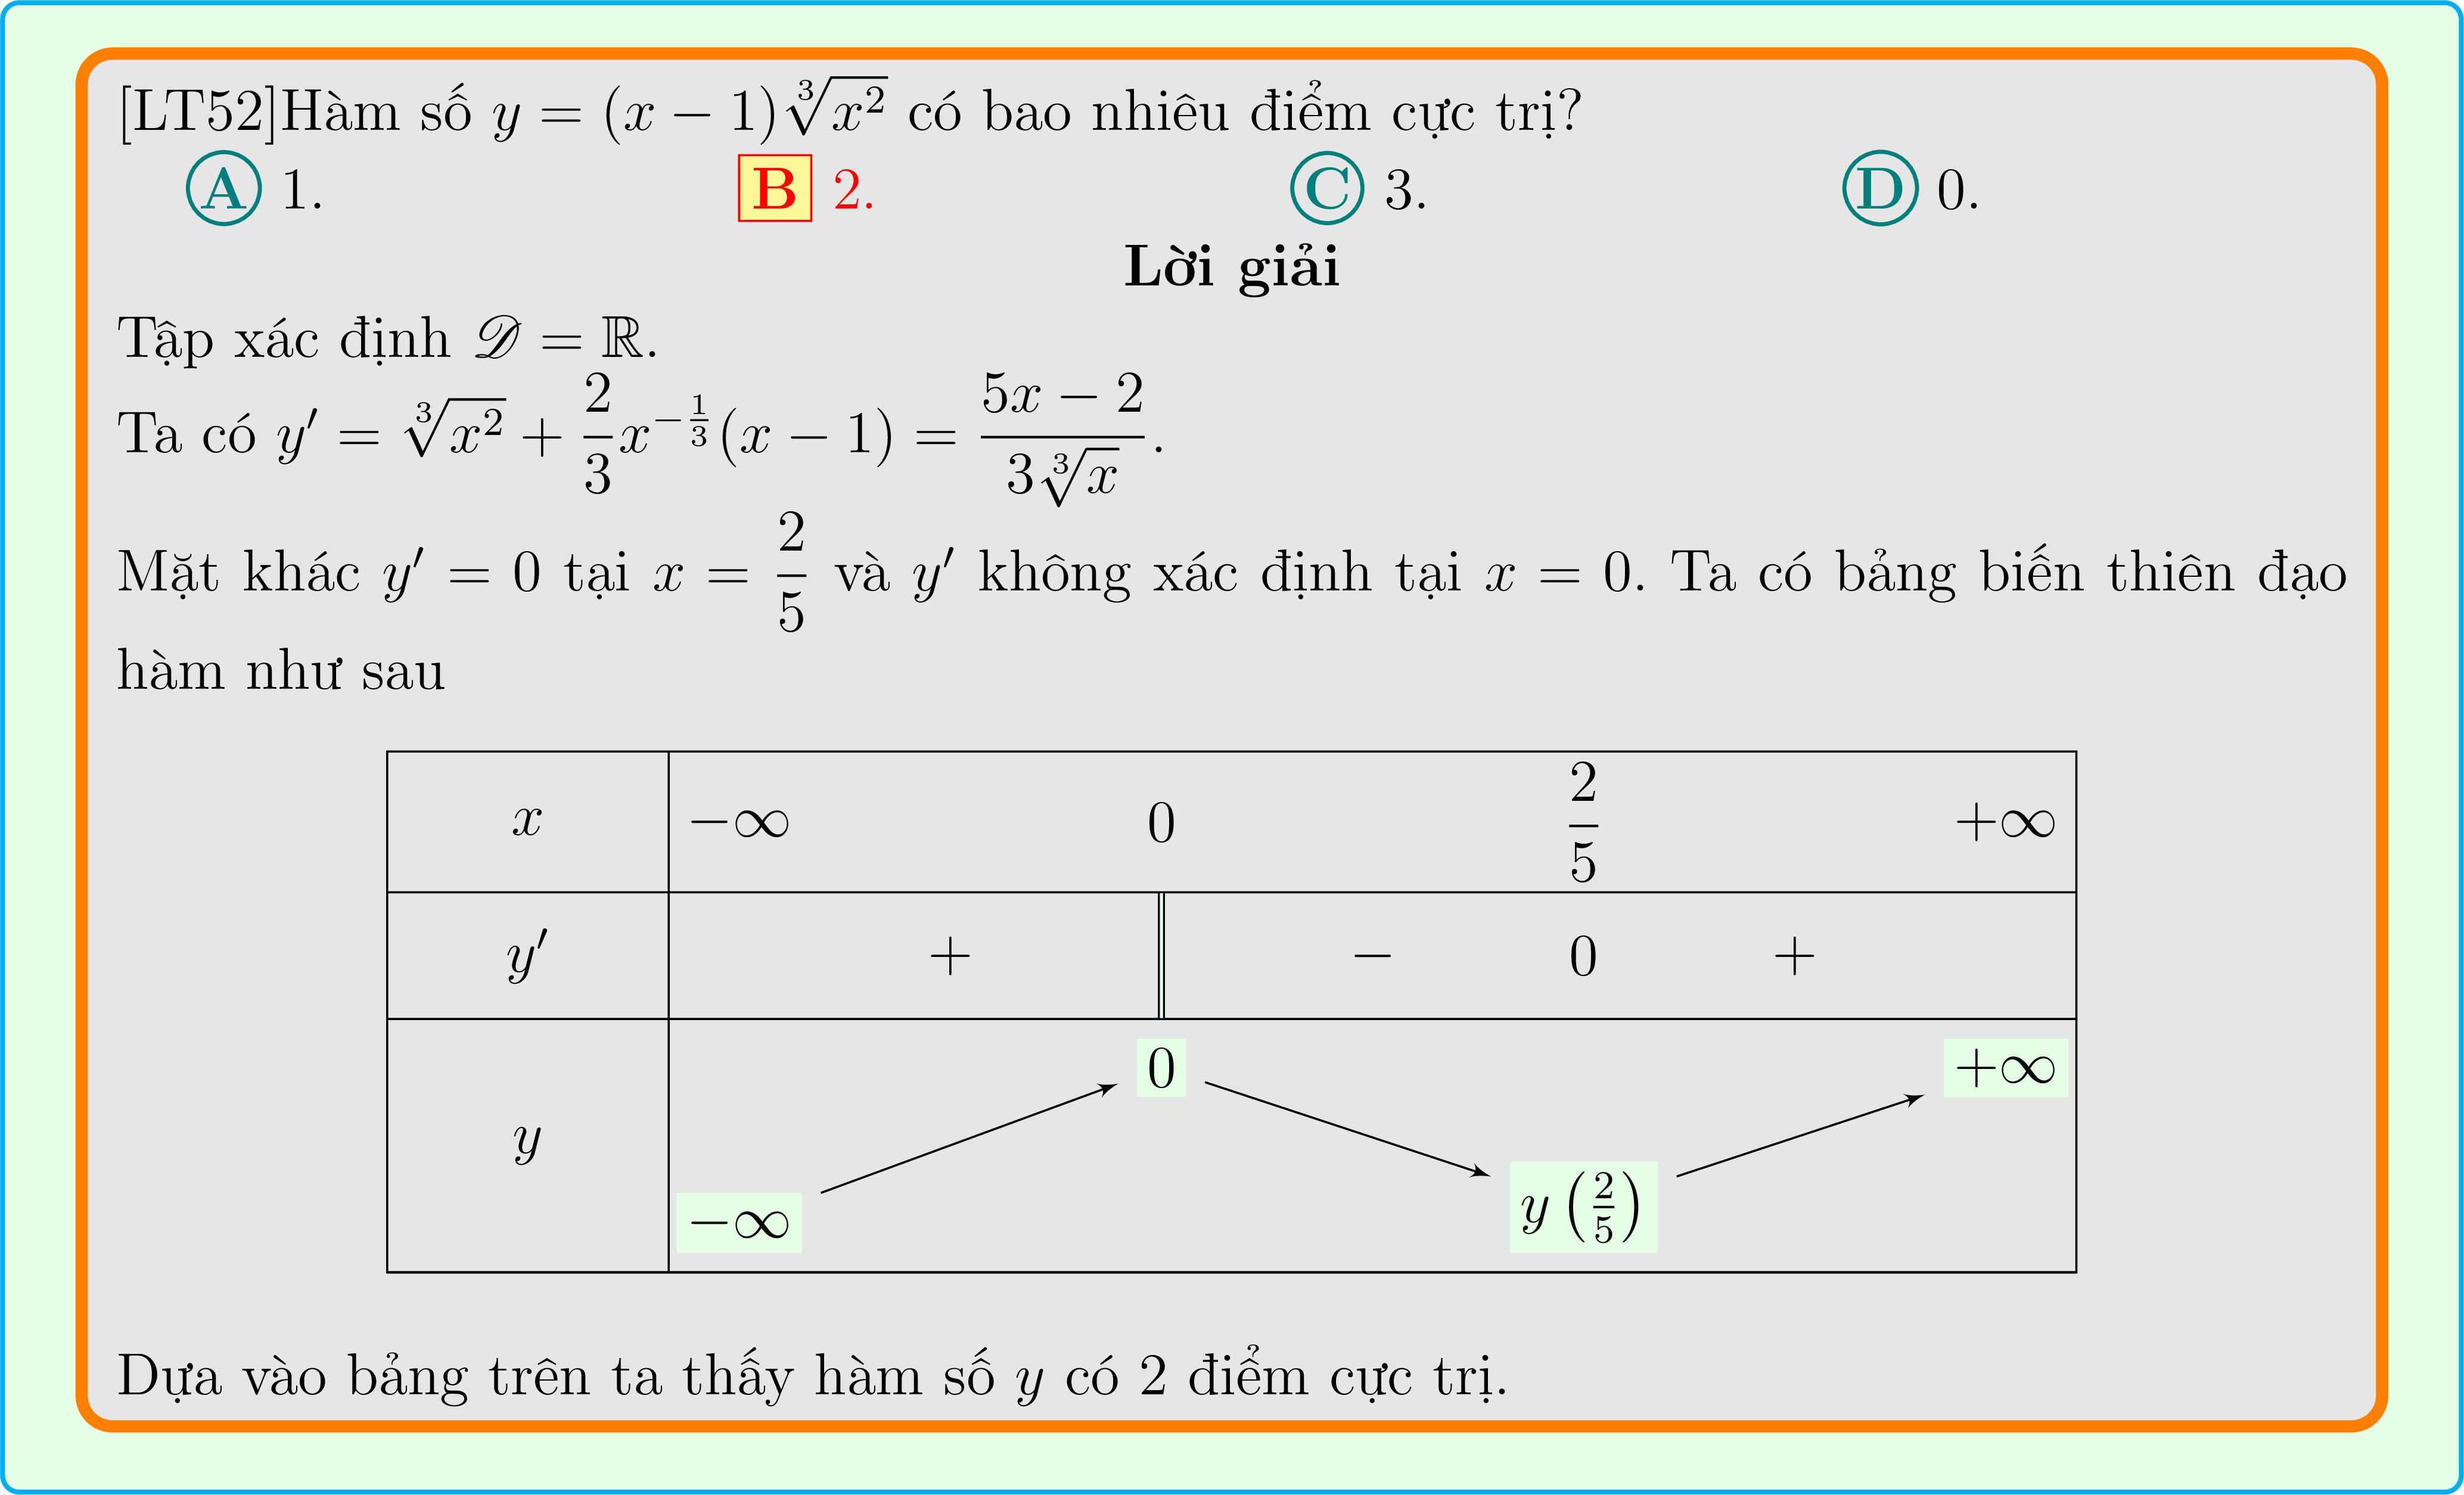 [LT52]Hàm số $y = (x-1)\sqrt[3]{x^2}$ có bao nhiêu điểm cực trị?
A 1. B 2. C 3. D 0.
Lời giải
Tập xác định $\mathscr{D} = \mathbb{R}$.
Ta có $y' = \sqrt[3]{x^2} + \dfrac{2}{3}x^{-\frac{1}{3}}(x-1) = \dfrac{5x-2}{3\sqrt[3]{x}}$.
Mặt khác $y' = 0$ tại $x = \dfrac{2}{5}$ và $y'$ không xác định tại $x = 0$. Ta có bảng biến thiên đạo
hàm như sau
$x$ $-\infty$ $0$ $\dfrac{2}{5}$ $+\infty$
$y'$ $+$ $-$ $0$ $+$
$y$ $-\infty$ $0$ $y\left(\frac{2}{5}\right)$ $+\infty$
Dựa vào bảng trên ta thấy hàm số $y$ có 2 điểm cực trị.